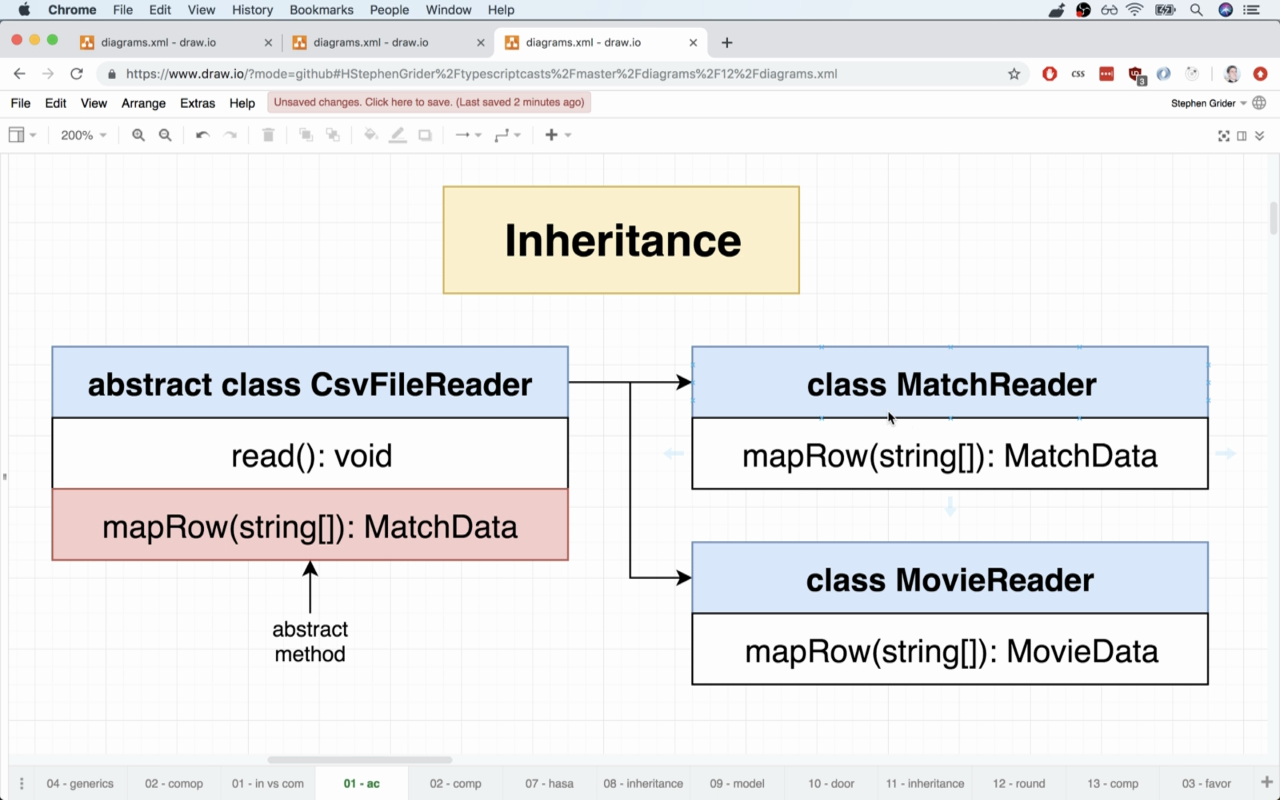 Chrome File Edit View History Bookmarks People Window Help
diagrams.xml - draw.io diagrams.xml - draw.io diagrams.xml - draw.io
https://www.draw.io/?mode=github#HStephenGrider%2Ftypescriptcasts%2Fmaster%2Fdiagrams%2F12%2Fdiagrams.xml
CSS
3
File Edit View Arrange Extras Help Unsaved changes. Click here to save. (Last saved 2 minutes ago) Stephen Grider
200%
Inheritance
abstract class CsvFileReader
read(): void
mapRow(string[]): MatchData
abstract
method
class MatchReader
mapRow(string[]): MatchData
class MovieReader
mapRow(string[]): MovieData
04 - generics 02 - comop 01 - in vs com 01 - ac 02 - comp 07 - hasa 08 - inheritance 09 - model 10 - door 11 - inheritance 12 - round 13 - comp 03 - favor